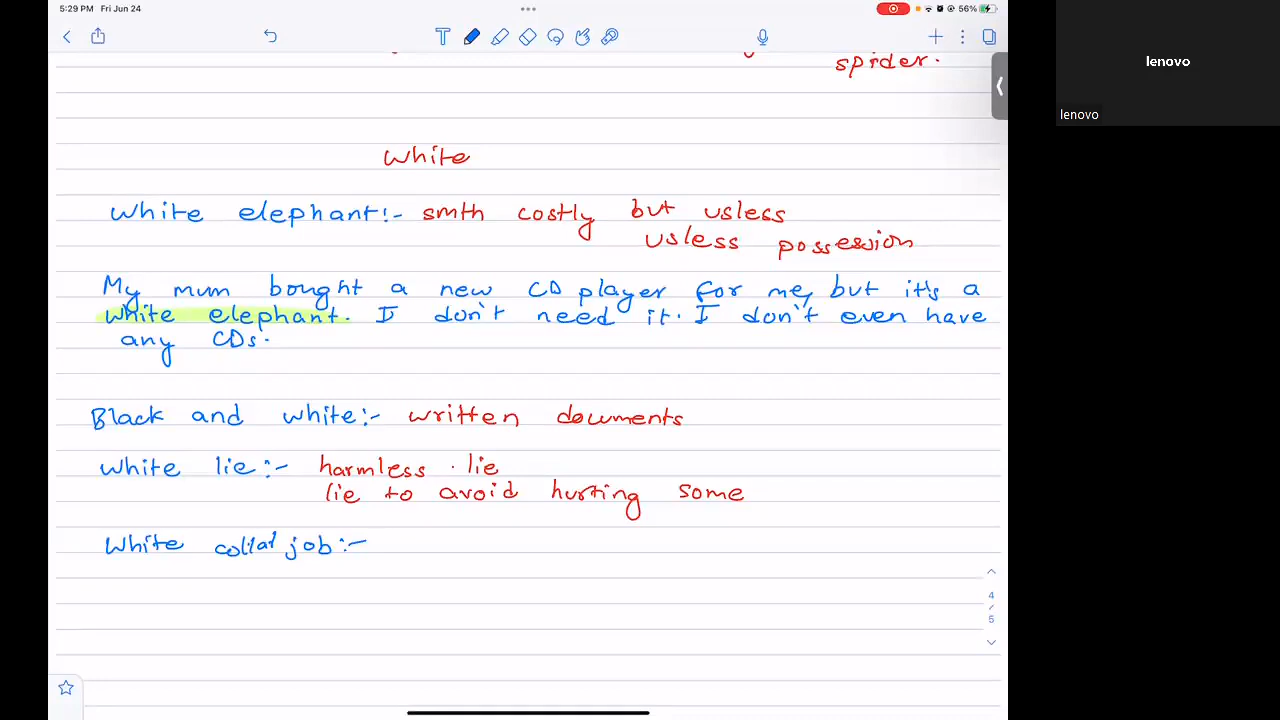 5:29 PM Fri Jun 24
56%
spider.
White
White elephant:- smth costly but usless
usless possession
My mum bought a new CD player for me, but it's a
white elephant. I don't need it. I don't even have
any CDs.
Black and white:- written documents
White lie:- harmless lie
lie to avoid hurting some
White collar job:-
4
/
5
lenovo
lenovo